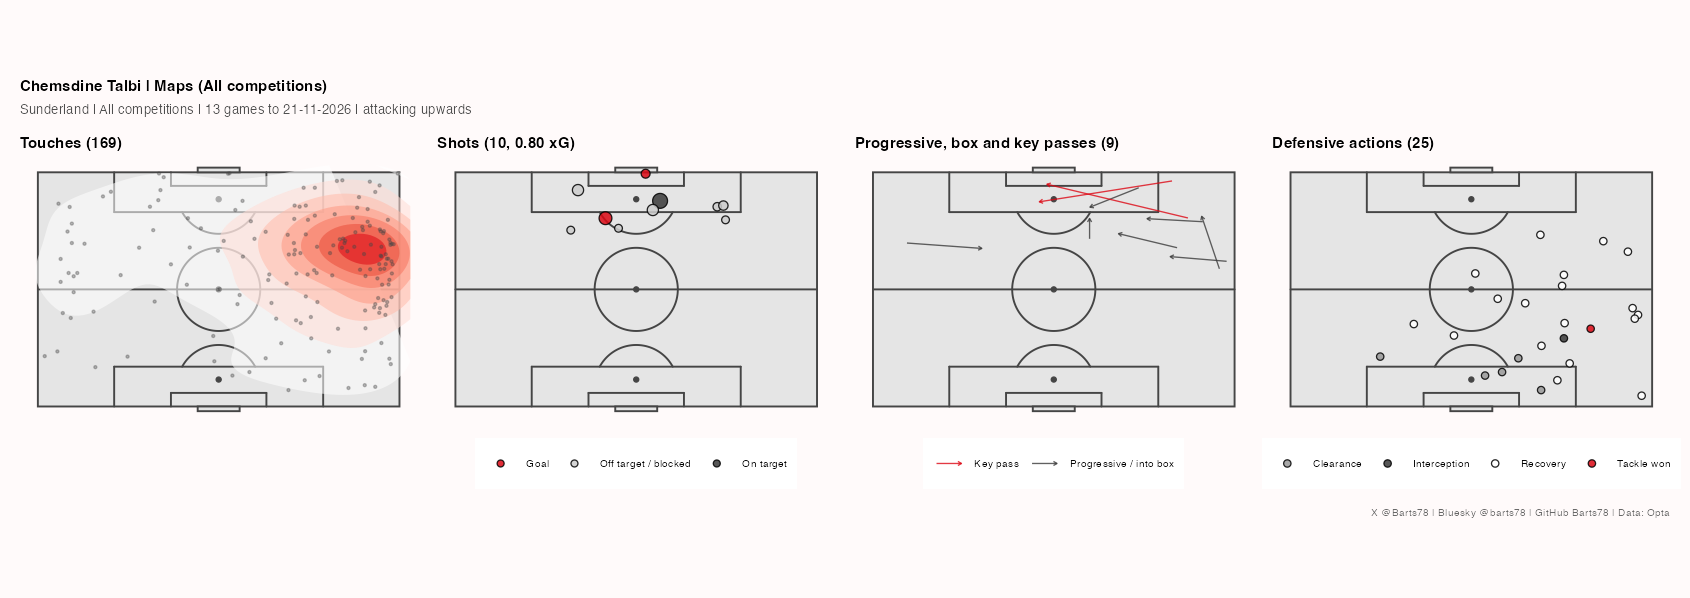 Chemsdine Talbi | Maps (All competitions)
Sunderland | All competitions | 13 games to 21-11-2026 | attacking upwards
Touches (169)
Shots (10, 0.80 xG)
Progressive, box and key passes (9)
Defensive actions (25)
Goal
Off target / blocked
On target
Key pass
Progressive / into box
Clearance
Interception
Recovery
Tackle won
X @Barts78 | Bluesky @barts78 | GitHub Barts78 | Data: Opta